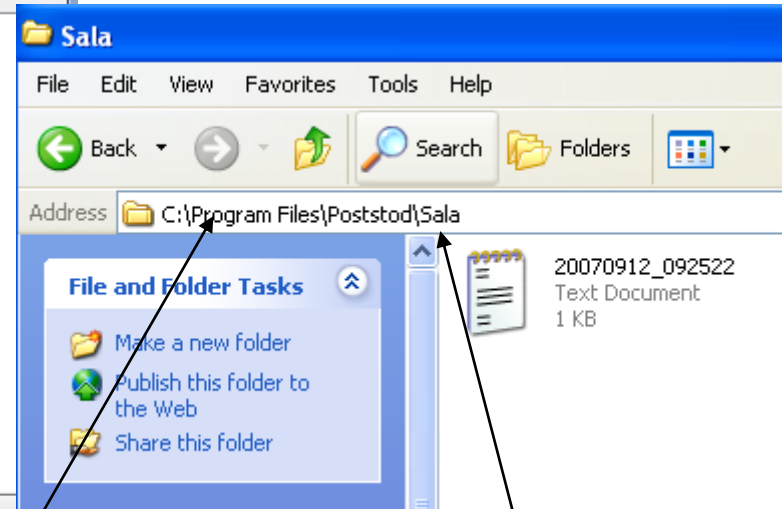 Sala
File Edit View Favorites Tools Help
Back Search Folders
Address C:\Program Files\Poststod\Sala
File and Folder Tasks
Make a new folder
Publish this folder to
the Web
Share this folder
20070912_092522
Text Document
1 KB